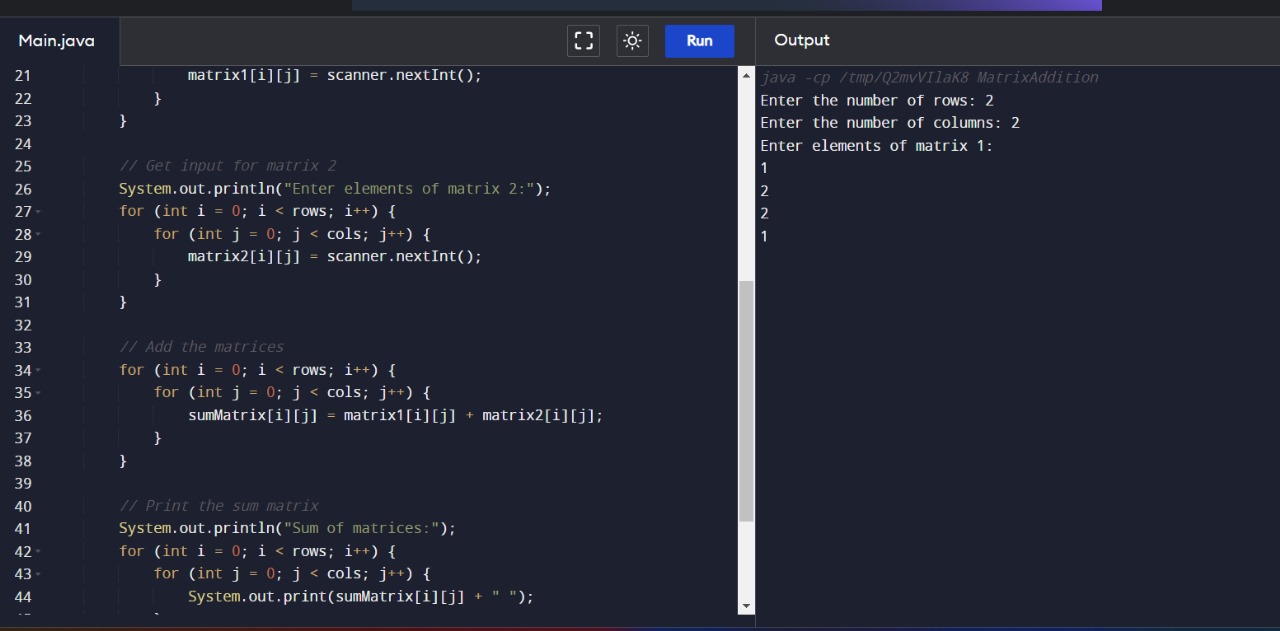 Main.java
Run
Output
21 matrix1[i][j] = scanner.nextInt();
22 }
23 }
24
25 // Get input for matrix 2
26 System.out.println("Enter elements of matrix 2:");
27 for (int i = 0; i < rows; i++) {
28 for (int j = 0; j < cols; j++) {
29 matrix2[i][j] = scanner.nextInt();
30 }
31 }
32
33 // Add the matrices
34 for (int i = 0; i < rows; i++) {
35 for (int j = 0; j < cols; j++) {
36 sumMatrix[i][j] = matrix1[i][j] + matrix2[i][j];
37 }
38 }
39
40 // Print the sum matrix
41 System.out.println("Sum of matrices:");
42 for (int i = 0; i < rows; i++) {
43 for (int j = 0; j < cols; j++) {
44 System.out.print(sumMatrix[i][j] + " ");
java -cp /tmp/Q2mvVIlaK8 MatrixAddition
Enter the number of rows: 2
Enter the number of columns: 2
Enter elements of matrix 1:
1
2
2
1